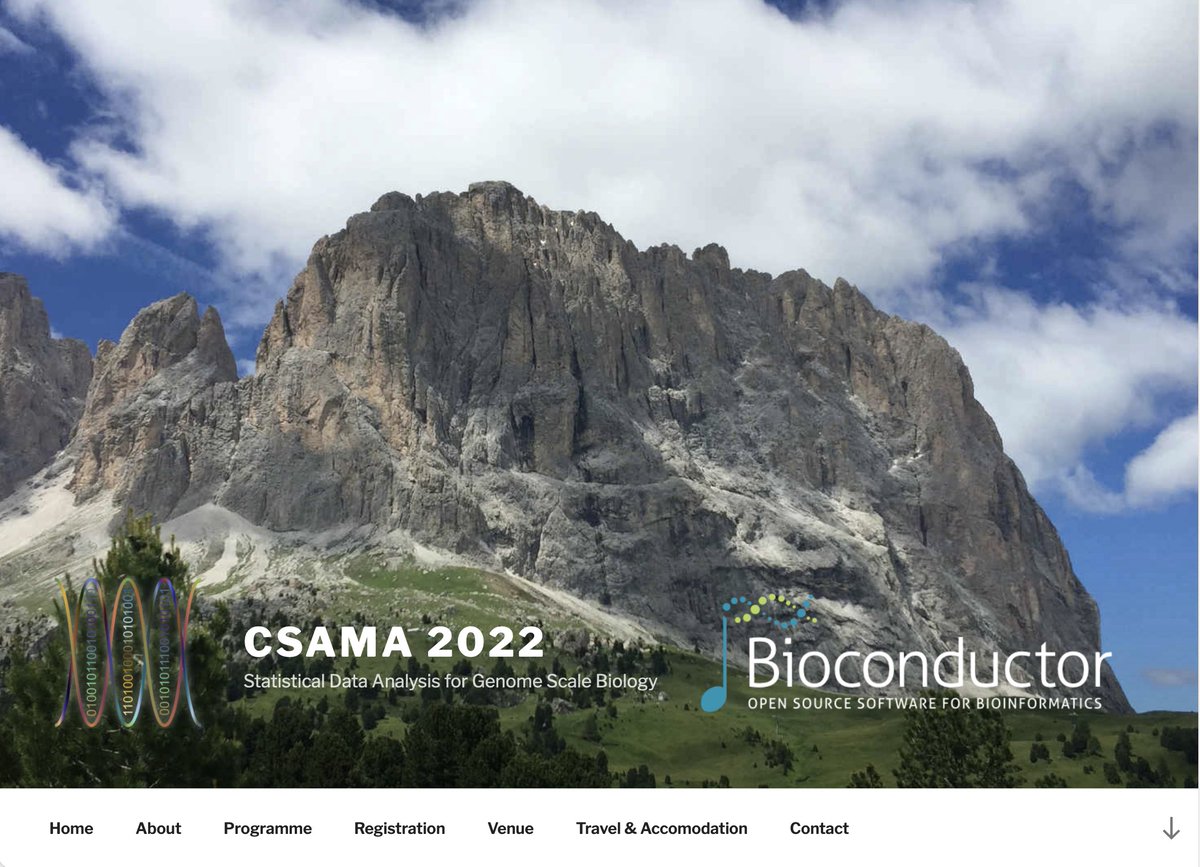 CSAMA 2022
Statistical Data Analysis for Genome Scale Biology
Bioconductor
OPEN SOURCE SOFTWARE FOR BIOINFORMATICS
Home
About
Programme
Registration
Venue
Travel & Accomodation
Contact